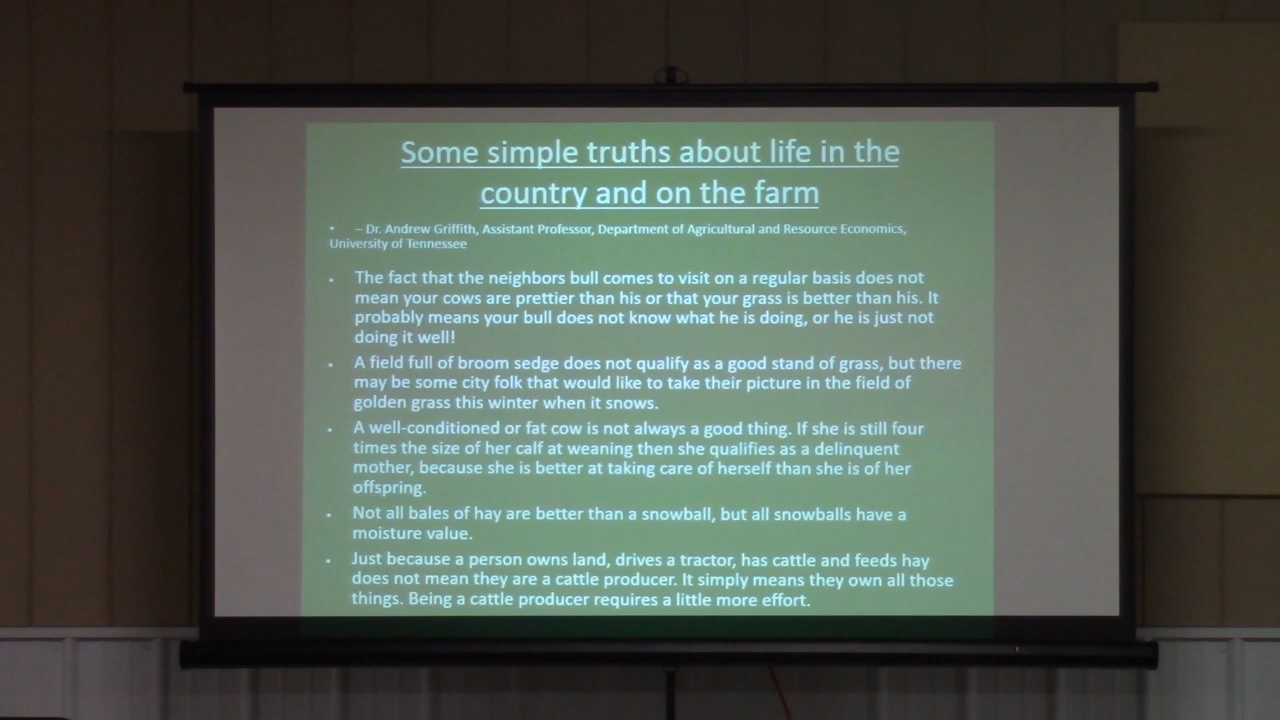 Some simple truths about life in the
country and on the farm
• – Dr. Andrew Griffith, Assistant Professor, Department of Agricultural and Resource Economics,
University of Tennessee
• The fact that the neighbors bull comes to visit on a regular basis does not
mean your cows are prettier than his or that your grass is better than his. It
probably means your bull does not know what he is doing, or he is just not
doing it well!
• A field full of broom sedge does not qualify as a good stand of grass, but there
may be some city folk that would like to take their picture in the field of
golden grass this winter when it snows.
• A well-conditioned or fat cow is not always a good thing. If she is still four
times the size of her calf at weaning then she qualifies as a delinquent
mother, because she is better at taking care of herself than she is of her
offspring.
• Not all bales of hay are better than a snowball, but all snowballs have a
moisture value.
• Just because a person owns land, drives a tractor, has cattle and feeds hay
does not mean they are a cattle producer. It simply means they own all those
things. Being a cattle producer requires a little more effort.